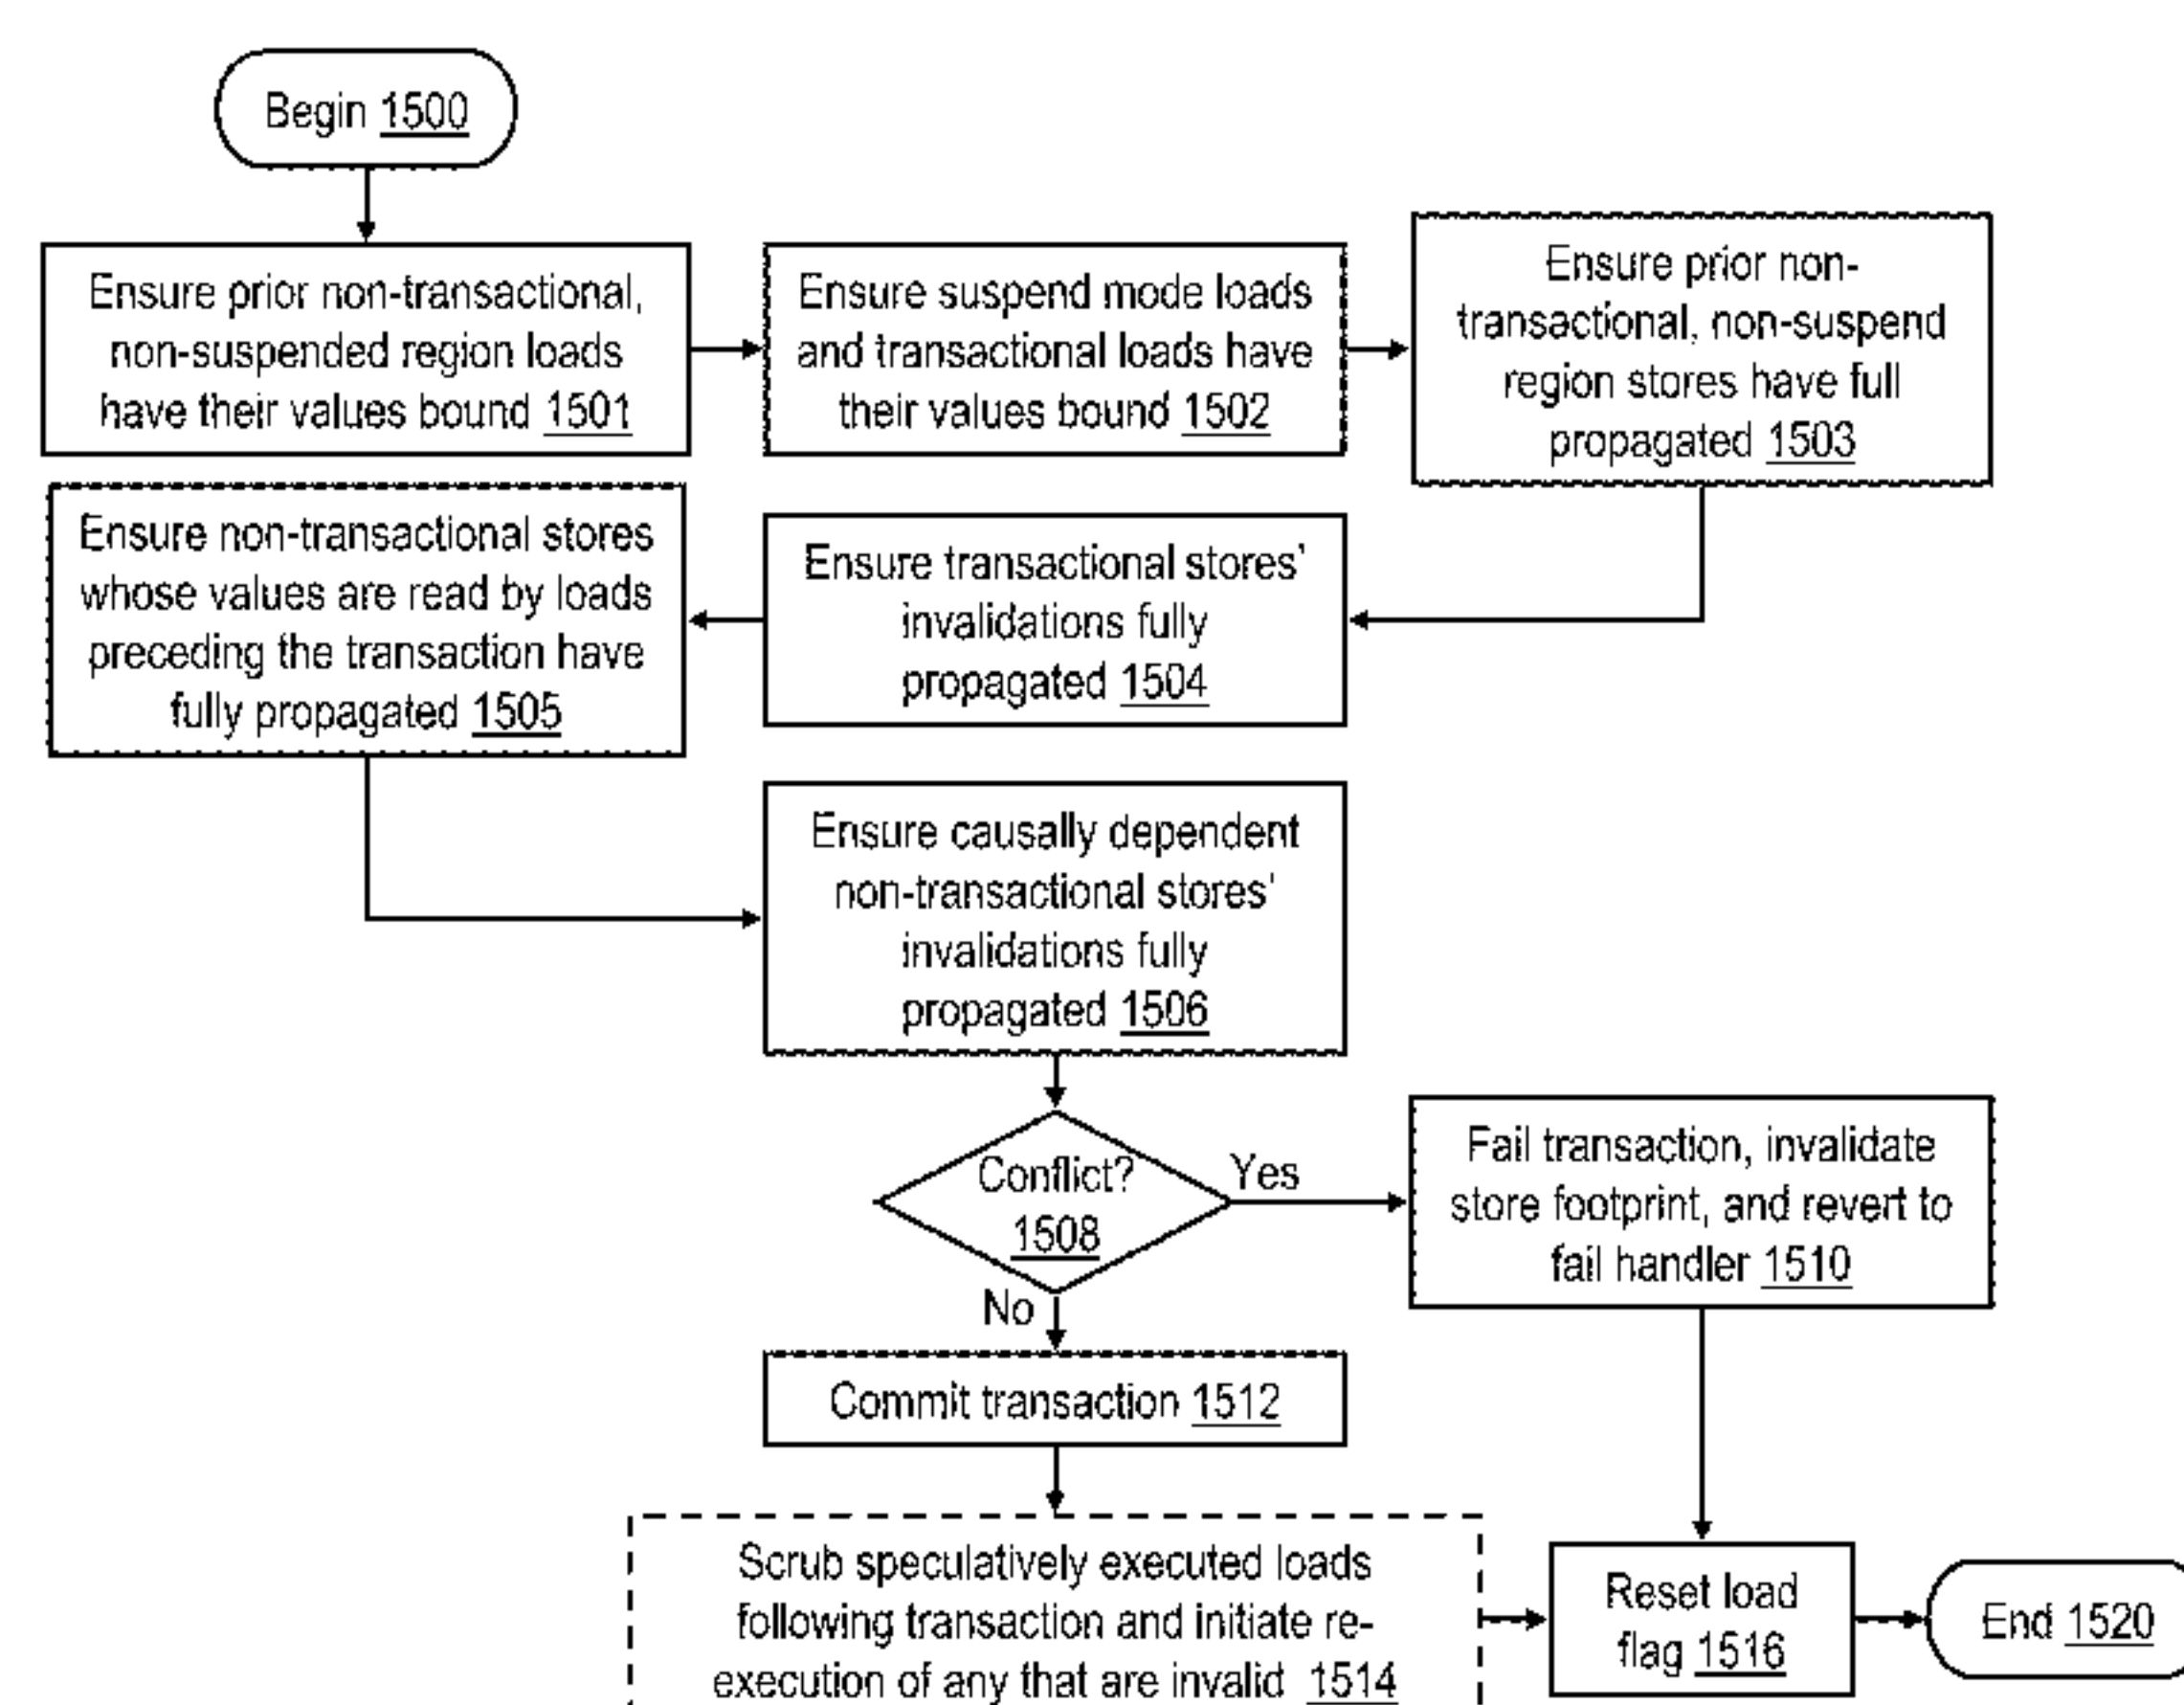 Begin 1500
Ensure prior non-transactional,
non-suspended region loads
have their values bound 1501
Ensure suspend mode loads
and transactional loads have
their values bound 1502
Ensure prior non-
transactional, non-suspend
region stores have full
propagated 1503
Ensure transactional stores'
invalidations fully
propagated 1504
Ensure non-transactional stores
whose values are read by loads
preceding the transaction have
fully propagated 1505
Ensure causally dependent
non-transactional stores'
invalidations fully
propagated 1506
Conflict?
1508
Yes
Fail transaction, invalidate
store footprint, and revert to
fail handler 1510
No
Commit transaction 1512
Scrub speculatively executed loads
following transaction and initiate re-
execution of any that are invalid 1514
Reset load
flag 1516
End 1520